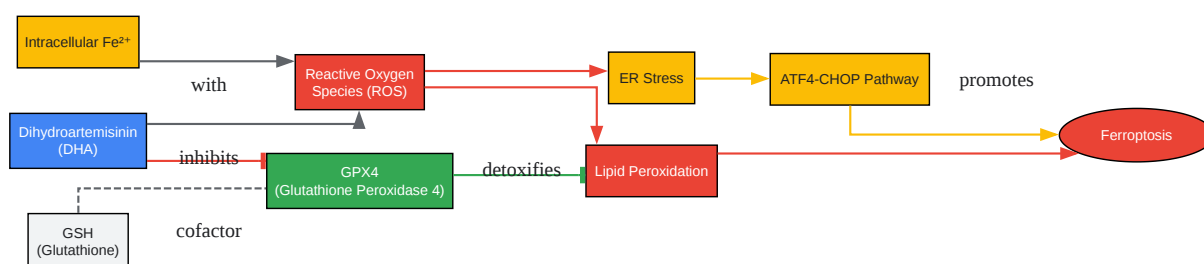 Intracellular Fe²⁺
with
Reactive Oxygen
Species (ROS)
ER Stress
ATF4-CHOP Pathway
promotes
Ferroptosis
Dihydroartemisinin
(DHA)
inhibits
GPX4
(Glutathione Peroxidase 4)
detoxifies
Lipid Peroxidation
GSH
(Glutathione)
cofactor